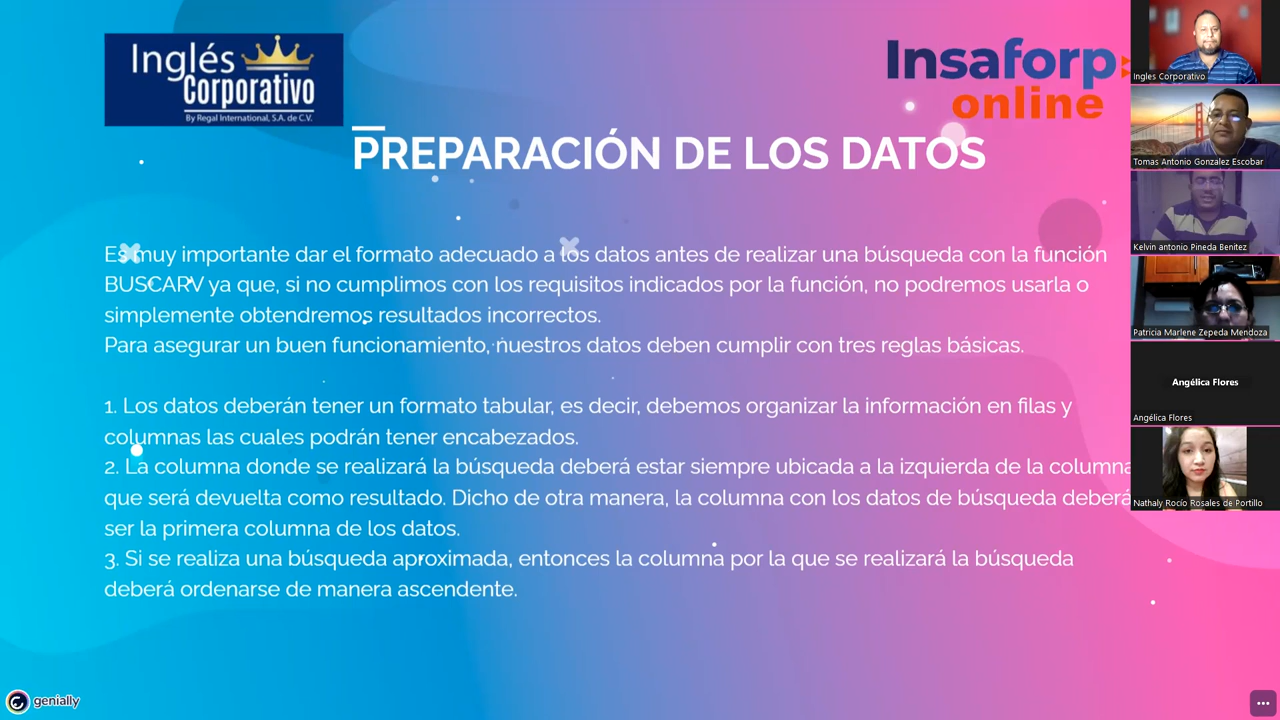 Inglés
Corporativo
By Regal International, S.A. de C.V.
Insaforp
online
PREPARACIÓN DE LOS DATOS
Es muy importante dar el formato adecuado a los datos antes de realizar una búsqueda con la función
BUSCARV ya que, si no cumplimos con los requisitos indicados por la función, no podremos usarla o
simplemente obtendremos resultados incorrectos.
Para asegurar un buen funcionamiento, nuestros datos deben cumplir con tres reglas básicas.
1. Los datos deberán tener un formato tabular, es decir, debemos organizar la información en filas y
columnas las cuales podrán tener encabezados.
2. La columna donde se realizará la búsqueda deberá estar siempre ubicada a la izquierda de la columna
que será devuelta como resultado. Dicho de otra manera, la columna con los datos de búsqueda deberá
ser la primera columna de los datos.
3. Si se realiza una búsqueda aproximada, entonces la columna por la que se realizará la búsqueda
deberá ordenarse de manera ascendente.
genially
Ingles Corporativo
Tomas Antonio Gonzalez Escobar
Kelvin antonio Pineda Benitez
Patricia Marlene Zepeda Mendoza
Angélica Flores
Angélica Flores
Nathaly Rocío Rosales de Portillo